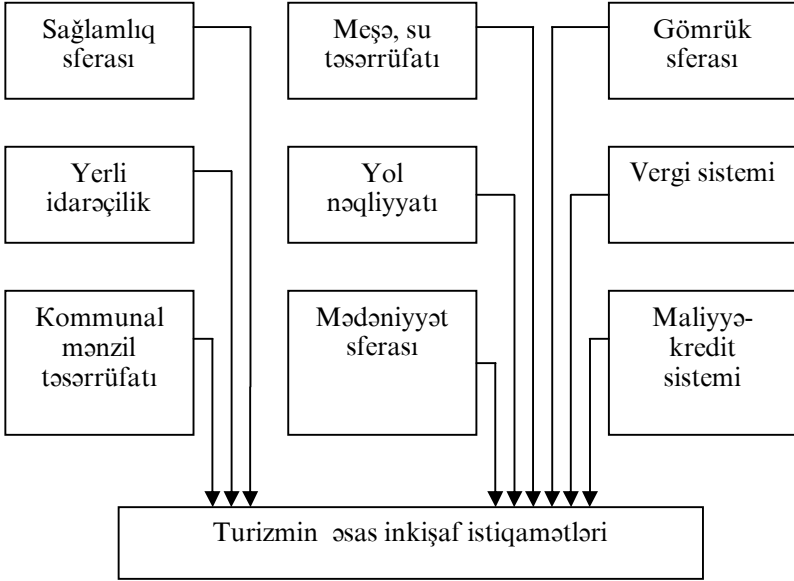 Sağlamlıq
sferası
Meşə, su
təsərrüfatı
Gömrük
sferası
Yerli
idarəçilik
Yol
nəqliyyatı
Vergi sistemi
Kommunal
mənzil
təsərrüfatı
Mədəniyyət
sferası
Maliyyə-
kredit
sistemi
Turizmin əsas inkişaf istiqamətləri